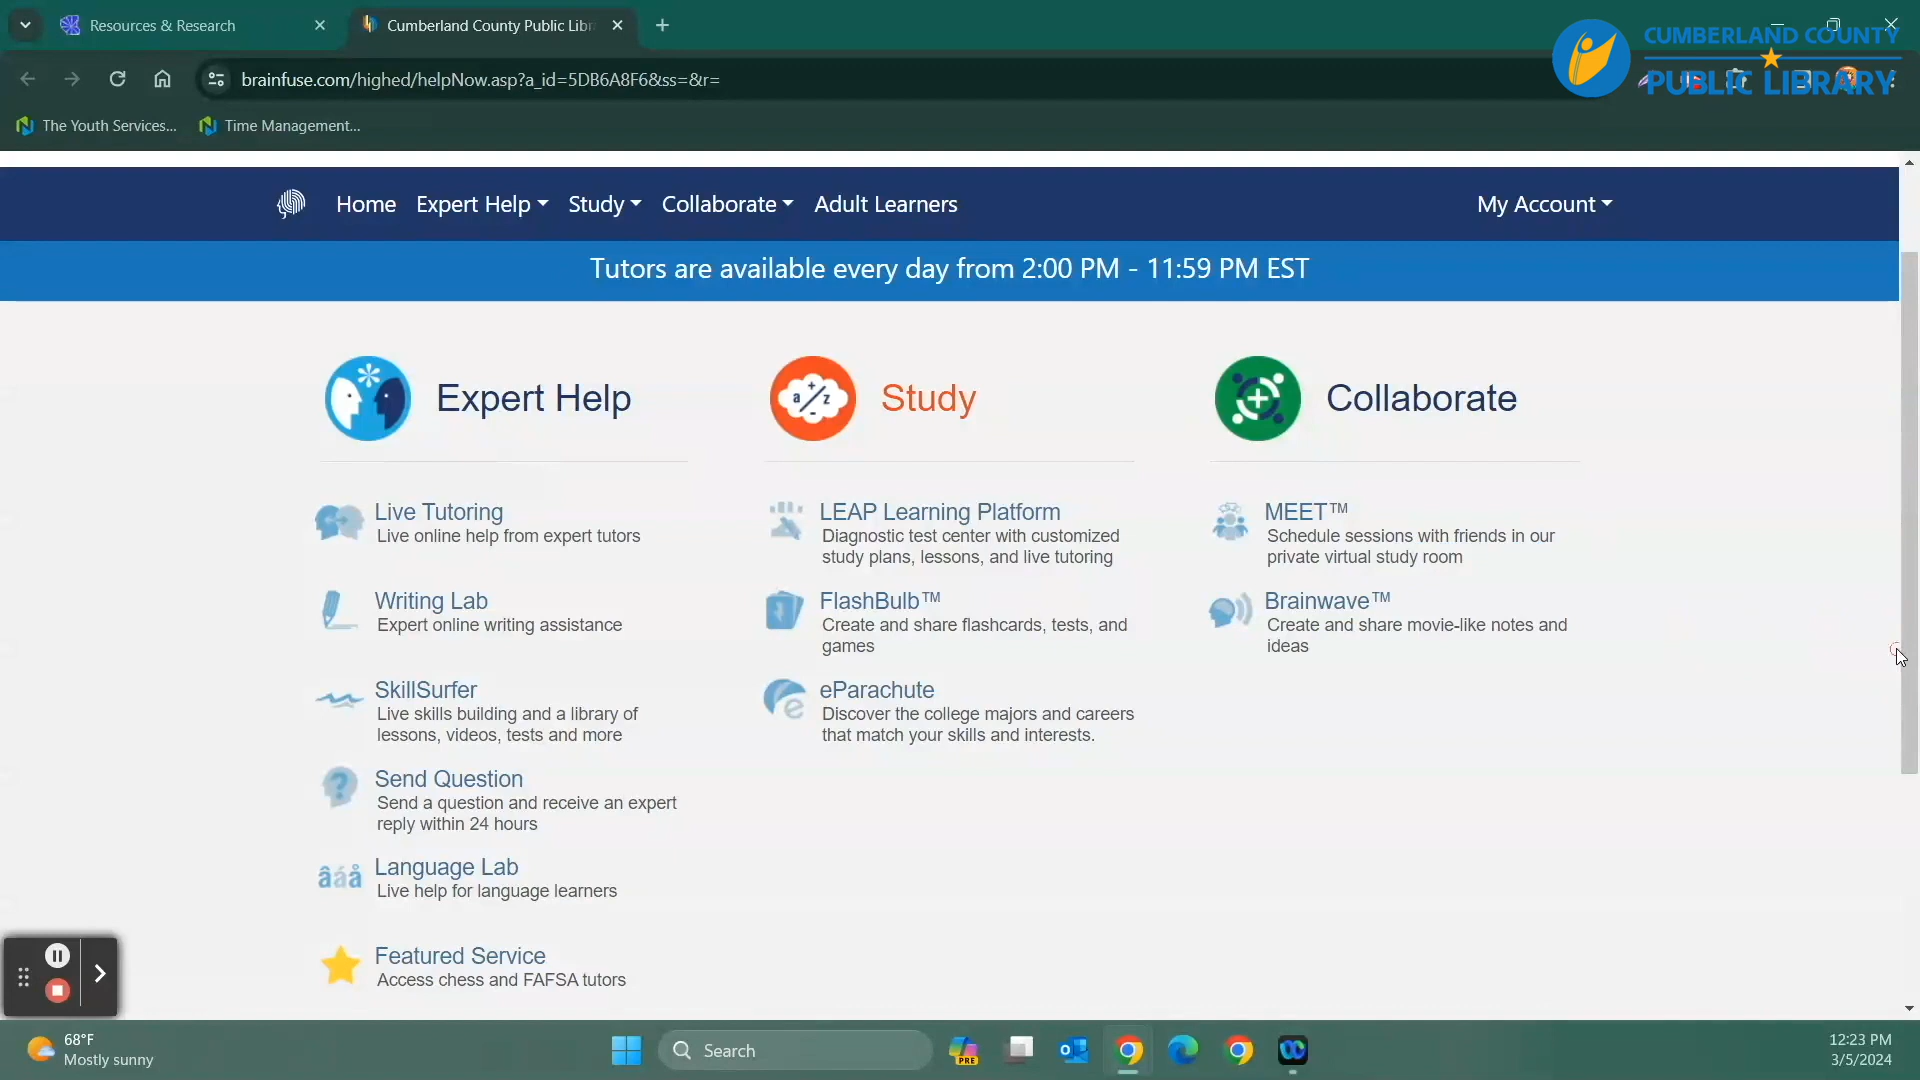 Resources & Research
Cumberland County Public Libr
CUMBERLAND COUNTY
PUBLIC LIBRARY
brainfuse.com/highed/helpNow.asp?a_id=5DB6A8F6&ss=&r=
The Youth Services...
Time Management...
Home
Expert Help
Study
Collaborate
Adult Learners
My Account
Tutors are available every day from 2:00 PM - 11:59 PM EST
Expert Help
Live Tutoring
Live online help from expert tutors
Writing Lab
Expert online writing assistance
SkillSurfer
Live skills building and a library of
lessons, videos, tests and more
Send Question
Send a question and receive an expert
reply within 24 hours
âáå
Language Lab
Live help for language learners
Featured Service
Access chess and FAFSA tutors
a/z
Study
LEAP Learning Platform
Diagnostic test center with customized
study plans, lessons, and live tutoring
FlashBulb™
Create and share flashcards, tests, and
games
eParachute
Discover the college majors and careers
that match your skills and interests.
Collaborate
MEET™
Schedule sessions with friends in our
private virtual study room
Brainwave™
Create and share movie-like notes and
ideas
68°F
Mostly sunny
Search
PRE
12:23 PM
3/5/2024